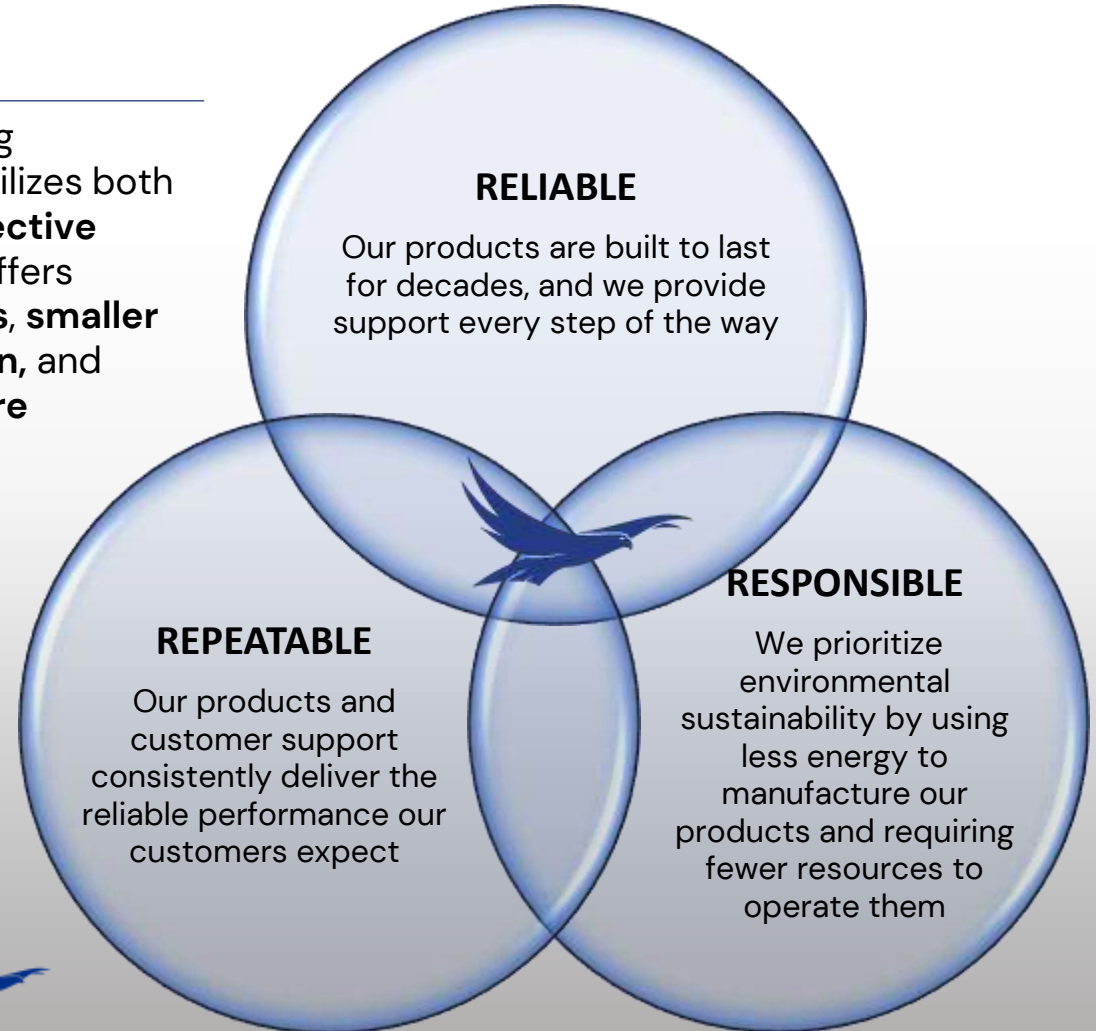 ilizes both
ective
ffers
s, smaller
n, and
re
RELIABLE
Our products are built to last
for decades, and we provide
support every step of the way
REPEATABLE
Our products and
customer support
consistently deliver the
reliable performance our
customers expect
RESPONSIBLE
We prioritize
environmental
sustainability by using
less energy to
manufacture our
products and requiring
fewer resources to
operate them